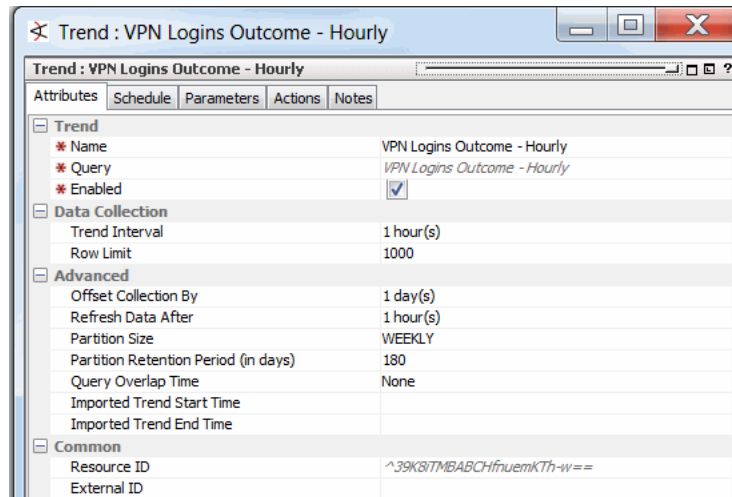 Trend : VPN Logins Outcome - Hourly
Trend : VPN Logins Outcome - Hourly
Attributes Schedule Parameters Actions Notes
Trend
* Name VPN Logins Outcome - Hourly
* Query VPN Logins Outcome - Hourly
* Enabled
Data Collection
Trend Interval 1 hour(s)
Row Limit 1000
Advanced
Offset Collection By 1 day(s)
Refresh Data After 1 hour(s)
Partition Size WEEKLY
Partition Retention Period (in days) 180
Query Overlap Time None
Imported Trend Start Time
Imported Trend End Time
Common
Resource ID ^39K8iTMBABCHfnuemKTh-w==
External ID